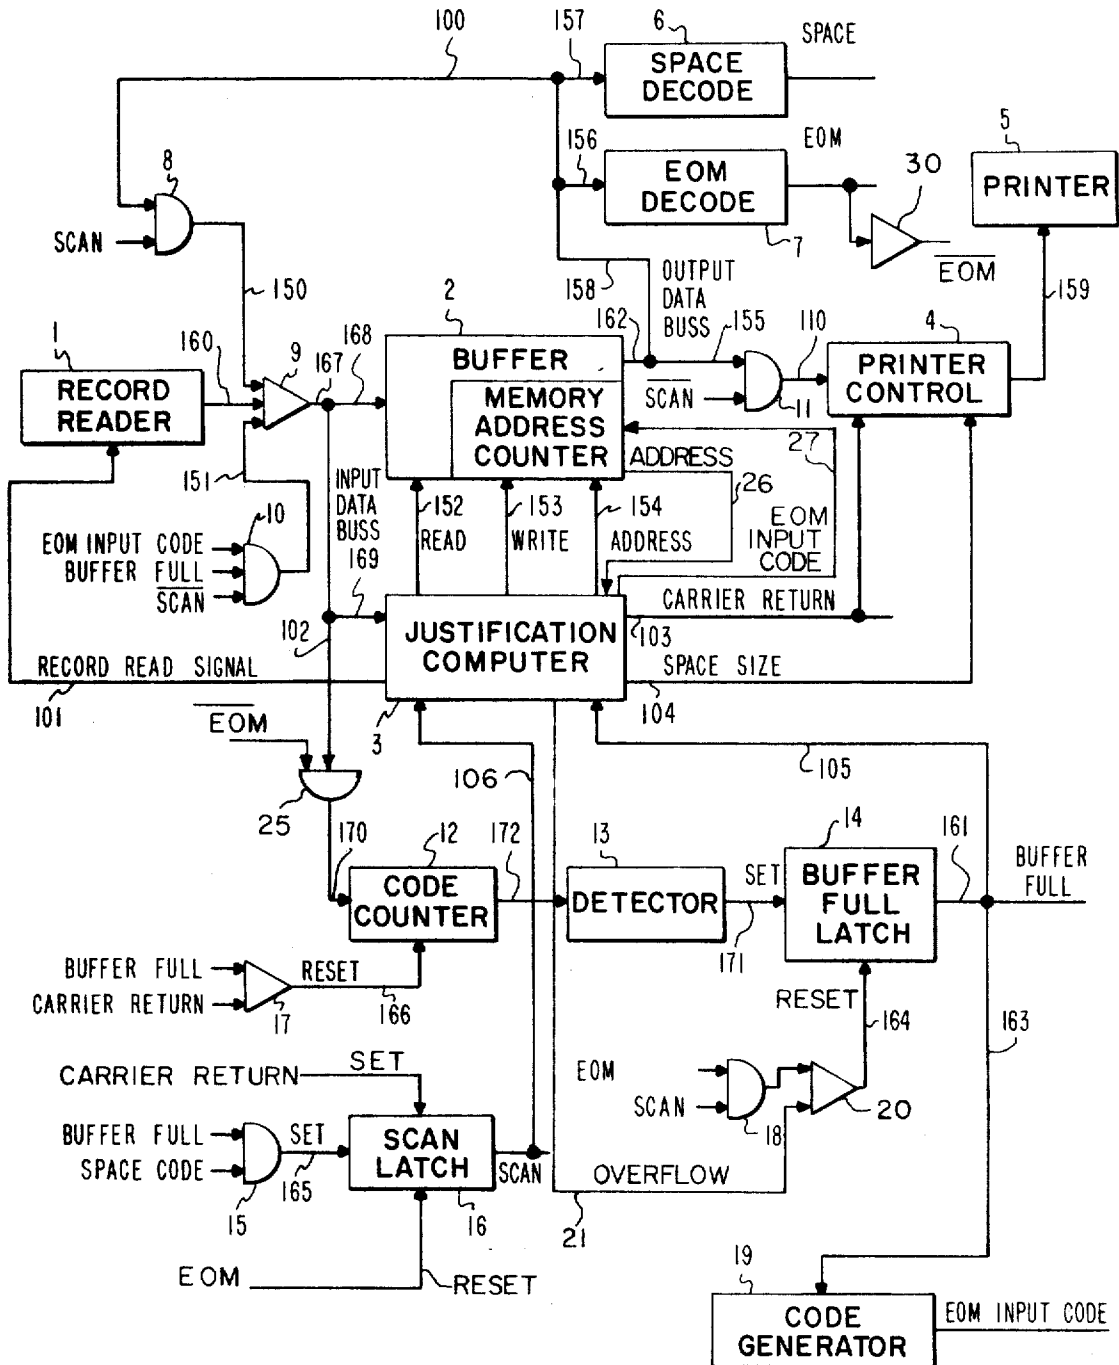 100
157
6
SPACE
SPACE
DECODE
5
PRINTER
8
SCAN
156
EOM
EOM
DECODE
7
30
EOM
150
158
OUTPUT
DATA
BUSS
159
1
RECORD
READER
160
9
167
168
2
BUFFER
MEMORY
ADDRESS
COUNTER
162
155
SCAN
11
110
4
PRINTER
CONTROL
151
10
EOM INPUT CODE
BUFFER FULL
SCAN
INPUT
DATA
BUSS
152
READ
153
WRITE
154
ADDRESS
ADDRESS
26
27
EOM
INPUT
CODE
169
102
JUSTIFICATION
COMPUTER
3
CARRIER RETURN
103
SPACE SIZE
104
RECORD READ SIGNAL
101
EOM
25
106
105
170
12
CODE
COUNTER
172
13
DETECTOR
SET
171
14
BUFFER
FULL
LATCH
161
BUFFER
FULL
BUFFER FULL
CARRIER RETURN
17
RESET
166
RESET
164
163
EOM
SCAN
18
20
CARRIER RETURN
SET
BUFFER FULL
SPACE CODE
15
SET
165
SCAN
LATCH
16
SCAN
OVERFLOW
21
EOM
RESET
19
CODE
GENERATOR
EOM INPUT CODE